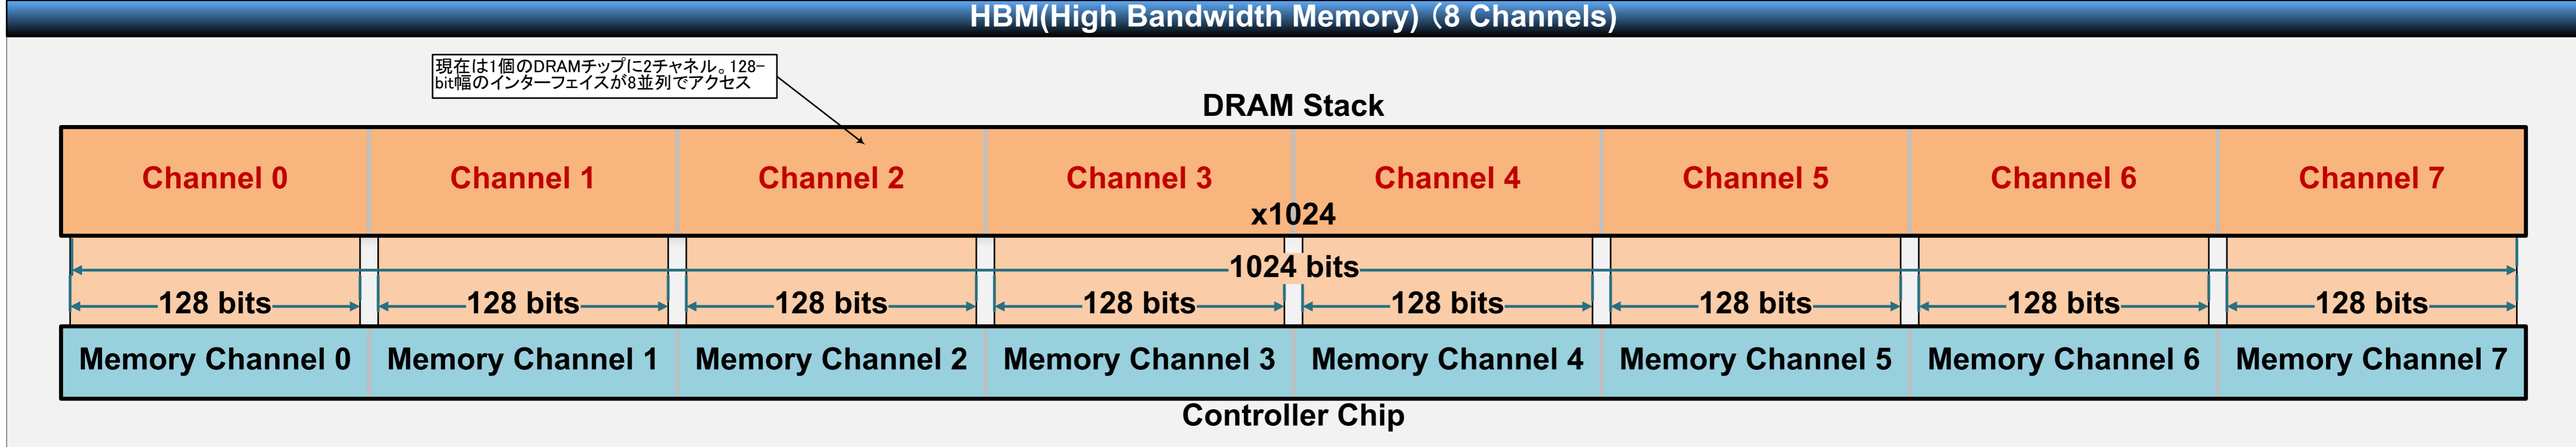 HBM(High Bandwidth Memory)（8 Channels)
現在は1個のDRAMチップに2チャネル。128-
bit幅のインターフェイスが8並列でアクセス
DRAM Stack
Channel 0 Channel 1 Channel 2 Channel 3 Channel 4 Channel 5 Channel 6 Channel 7
x1024
1024 bits
128 bits 128 bits 128 bits 128 bits 128 bits 128 bits 128 bits 128 bits
Memory Channel 0 Memory Channel 1 Memory Channel 2 Memory Channel 3 Memory Channel 4 Memory Channel 5 Memory Channel 6 Memory Channel 7
Controller Chip